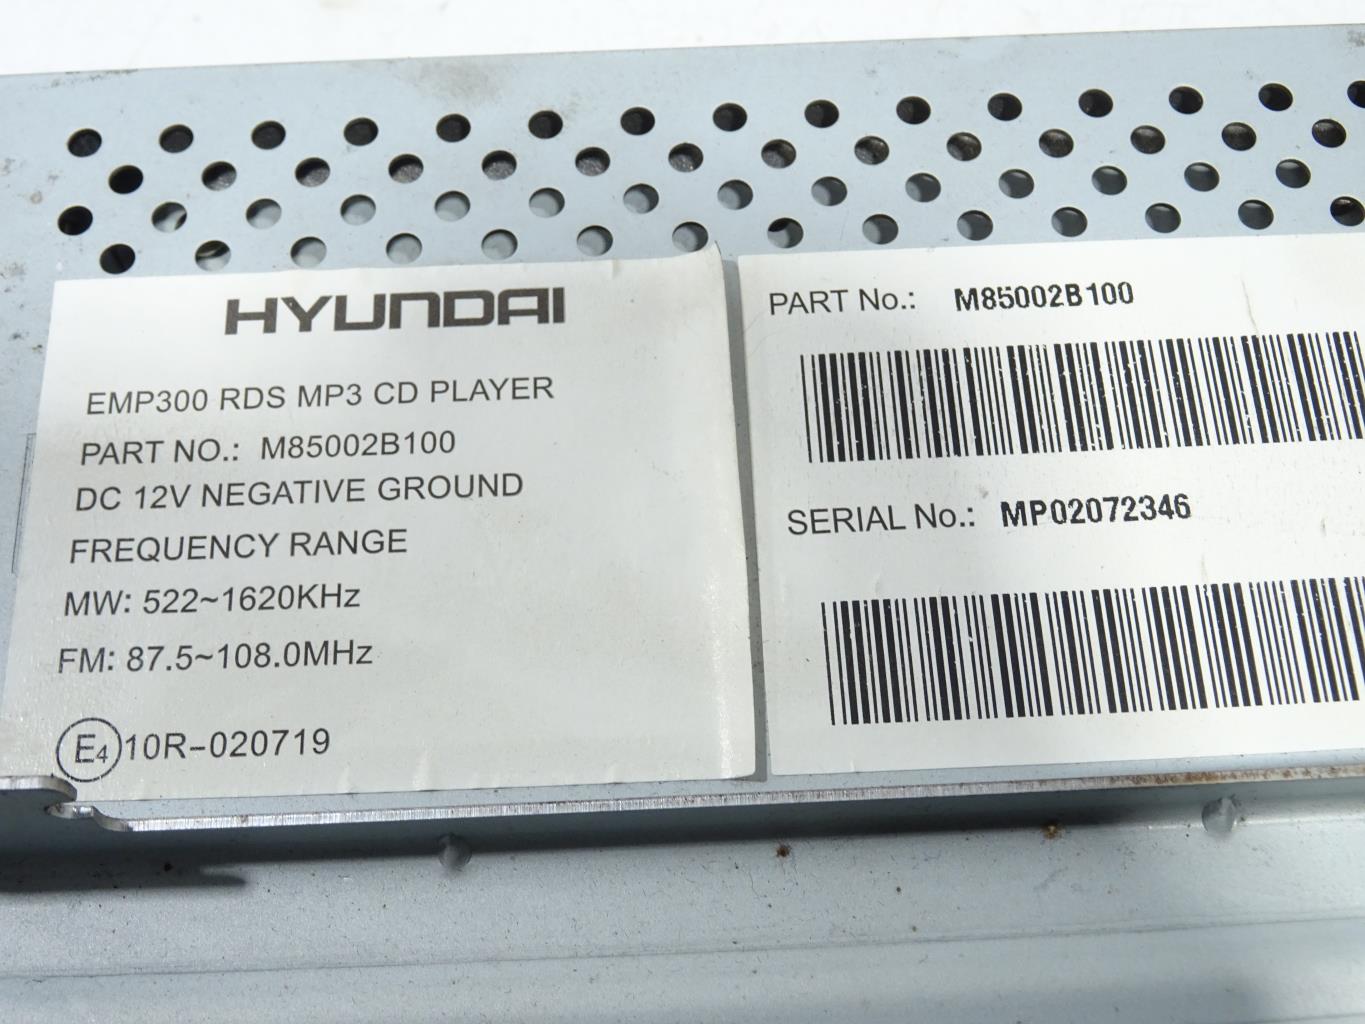 HYUNDAI
EMP300 RDS MP3 CD PLAYER
PART NO.: M85002B100
DC 12V NEGATIVE GROUND
FREQUENCY RANGE
MW: 522~1620KHz
FM: 87.5~108.0MHz
E4 10R-020719
PART No.: M85002B100
SERIAL No.: MP02072346